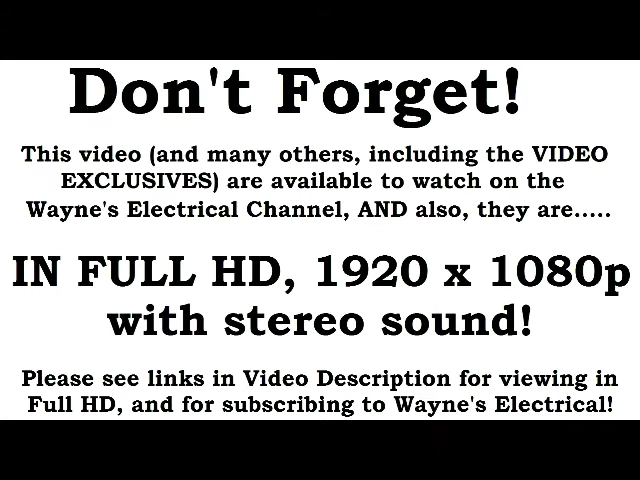 Don't Forget!
This video (and many others, including the VIDEO
EXCLUSIVES) are available to watch on the
Wayne's Electrical Channel, AND also, they are.....
IN FULL HD, 1920 x 1080p
with stereo sound!
Please see links in Video Description for viewing in
Full HD, and for subscribing to Wayne's Electrical!